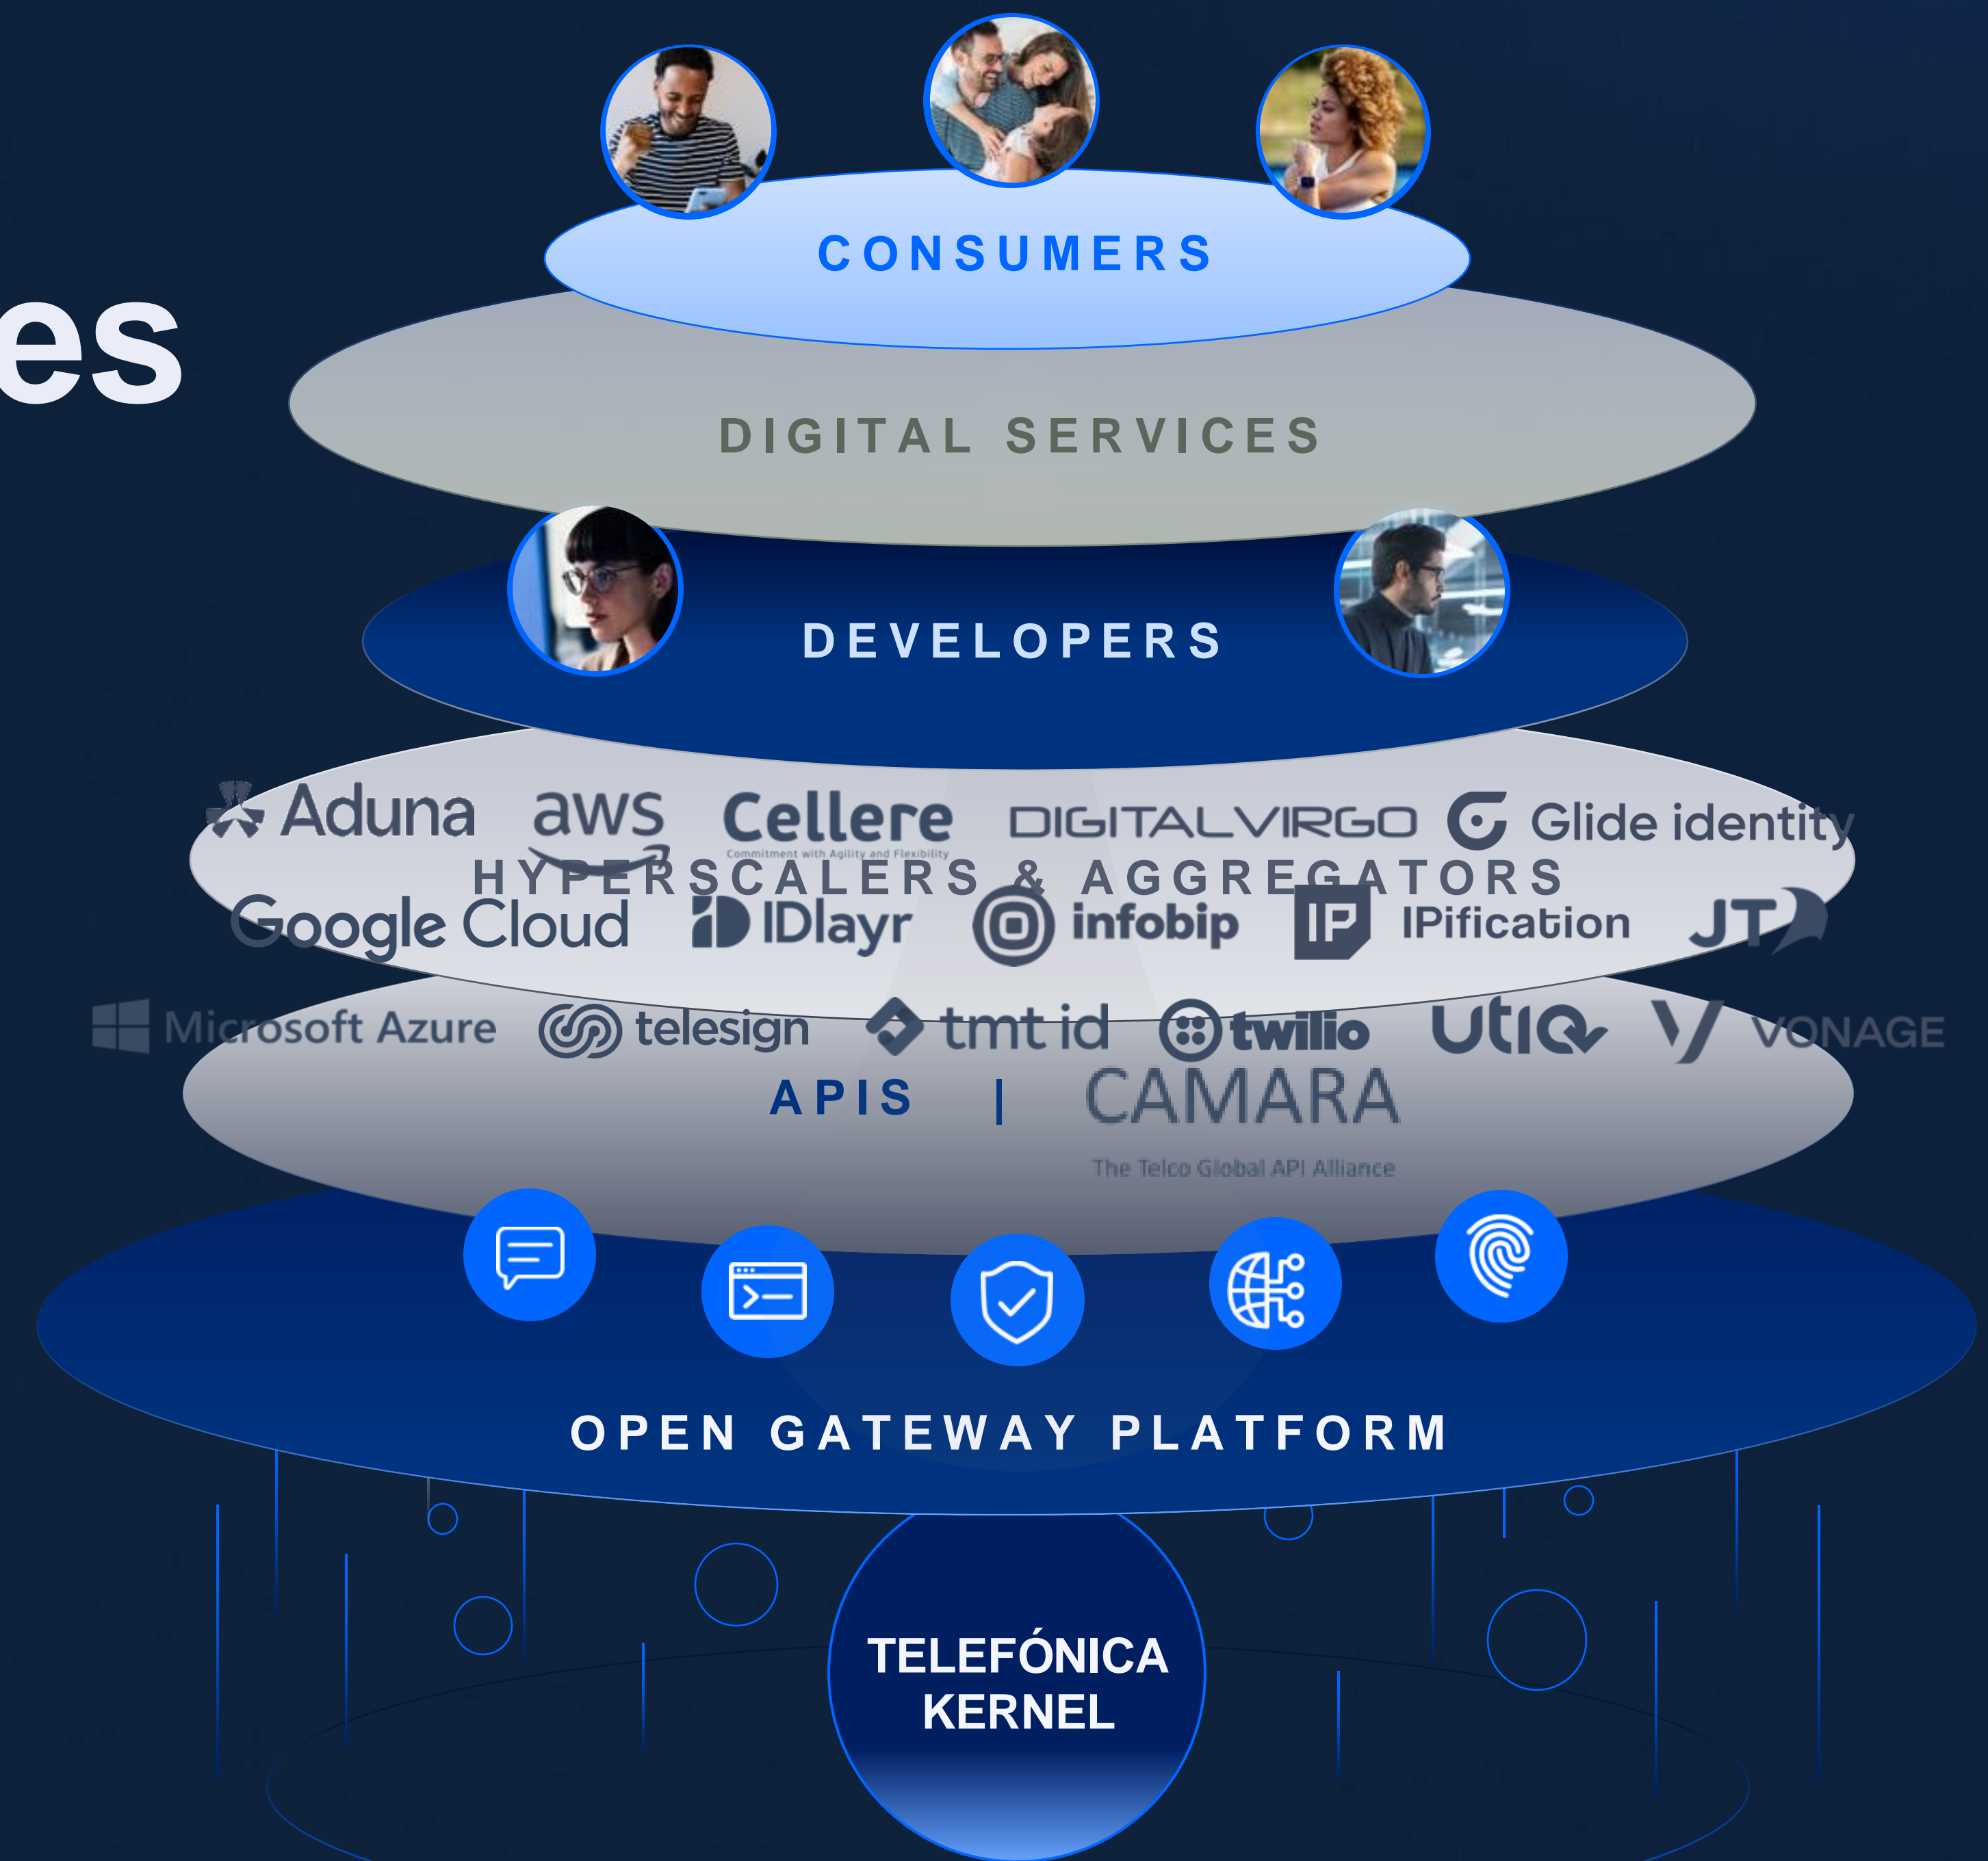 CONSUMERS
es
DIGITAL SERVICES
DEVELOPERS
Aduna aws Cellere DIGITALVIRGO Glide identity
Commitment with Agility and Flexibility
HYPERSCALERS & AGGREGATORS
Google Cloud iD IDlayr infobip IP IPification JT
Microsoft Azure telesign tmt id twilio utiq VONAGE
APIS | CAMARA
The Telco Global API Alliance
OPEN GATEWAY PLATFORM
TELEFÓNICA
KERNEL